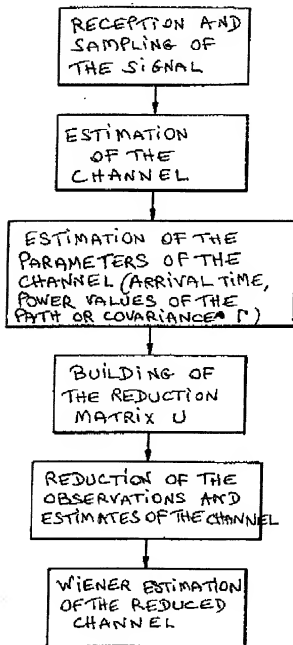 RECEPTION AND
SAMPLING OF
THE SIGNAL
ESTIMATION
OF THE
CHANNEL
ESTIMATION OF THE
PARAMETERS OF THE
CHANNEL (ARRIVAL TIME,
POWER VALUES OF THE
PATH OR COVARIANCE Γ)
BUILDING OF
THE REDUCTION
MATRIX U
REDUCTION OF THE
OBSERVATIONS AND
ESTIMATES OF THE CHANNEL
WIENER ESTIMATION
OF THE REDUCED
CHANNEL